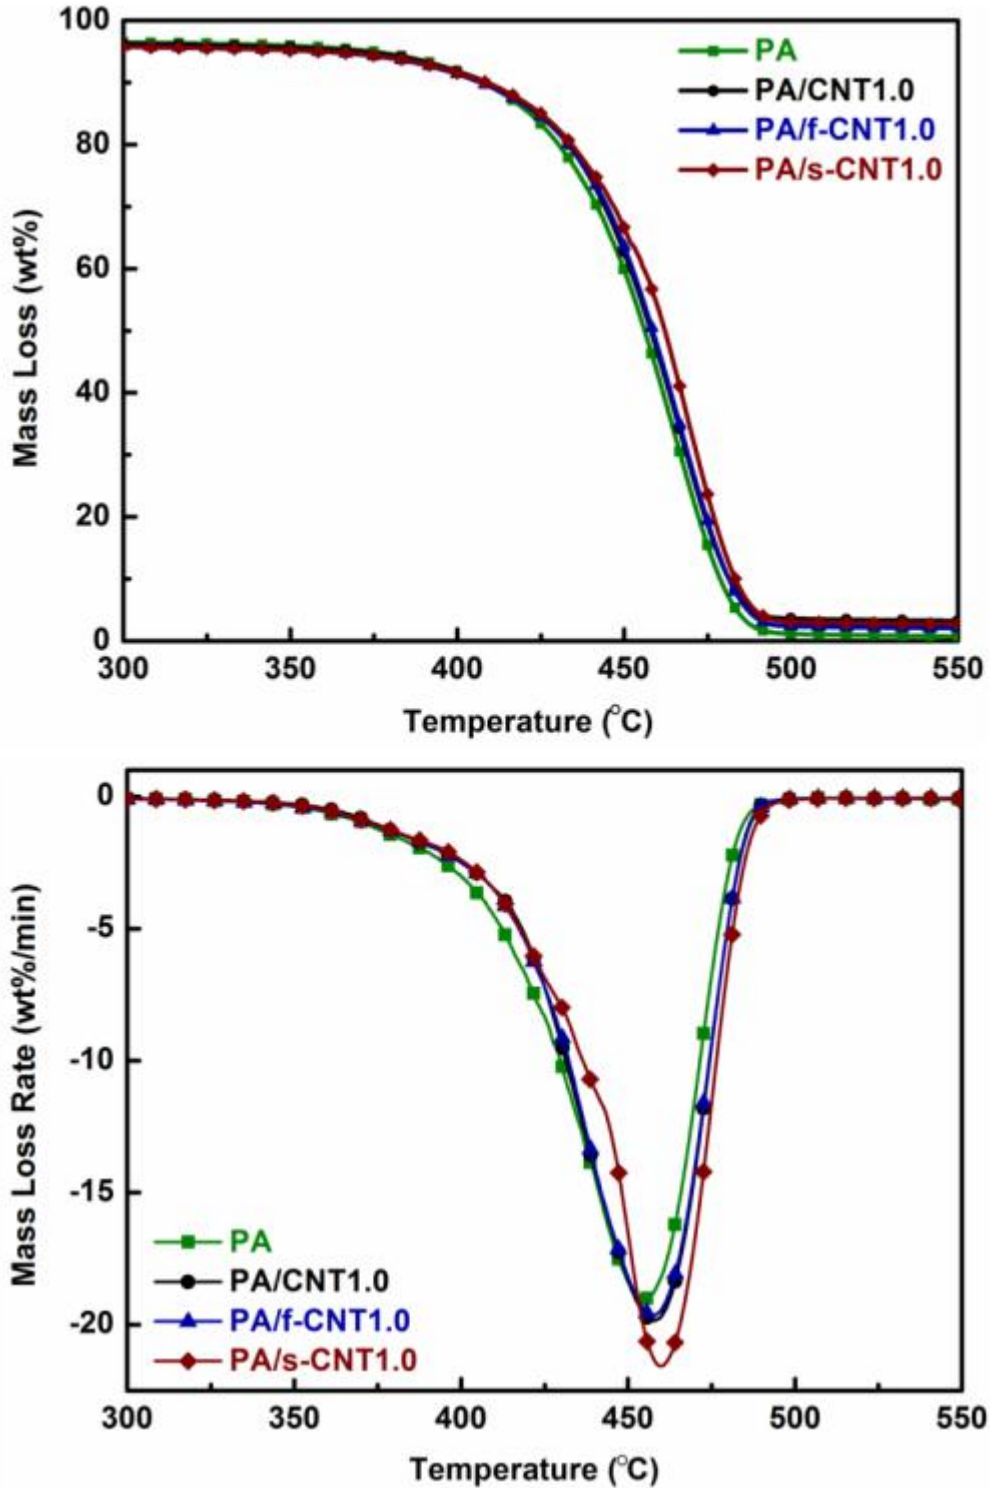 100
80
60
40
20
0
Mass Loss (wt%)
PA
PA/CNT1.0
PA/f-CNT1.0
PA/s-CNT1.0
300 350 400 450 500 550
Temperature (°C)
0
-5
-10
-15
-20
Mass Loss Rate (wt%/min)
PA
PA/CNT1.0
PA/f-CNT1.0
PA/s-CNT1.0
300 350 400 450 500 550
Temperature (°C)